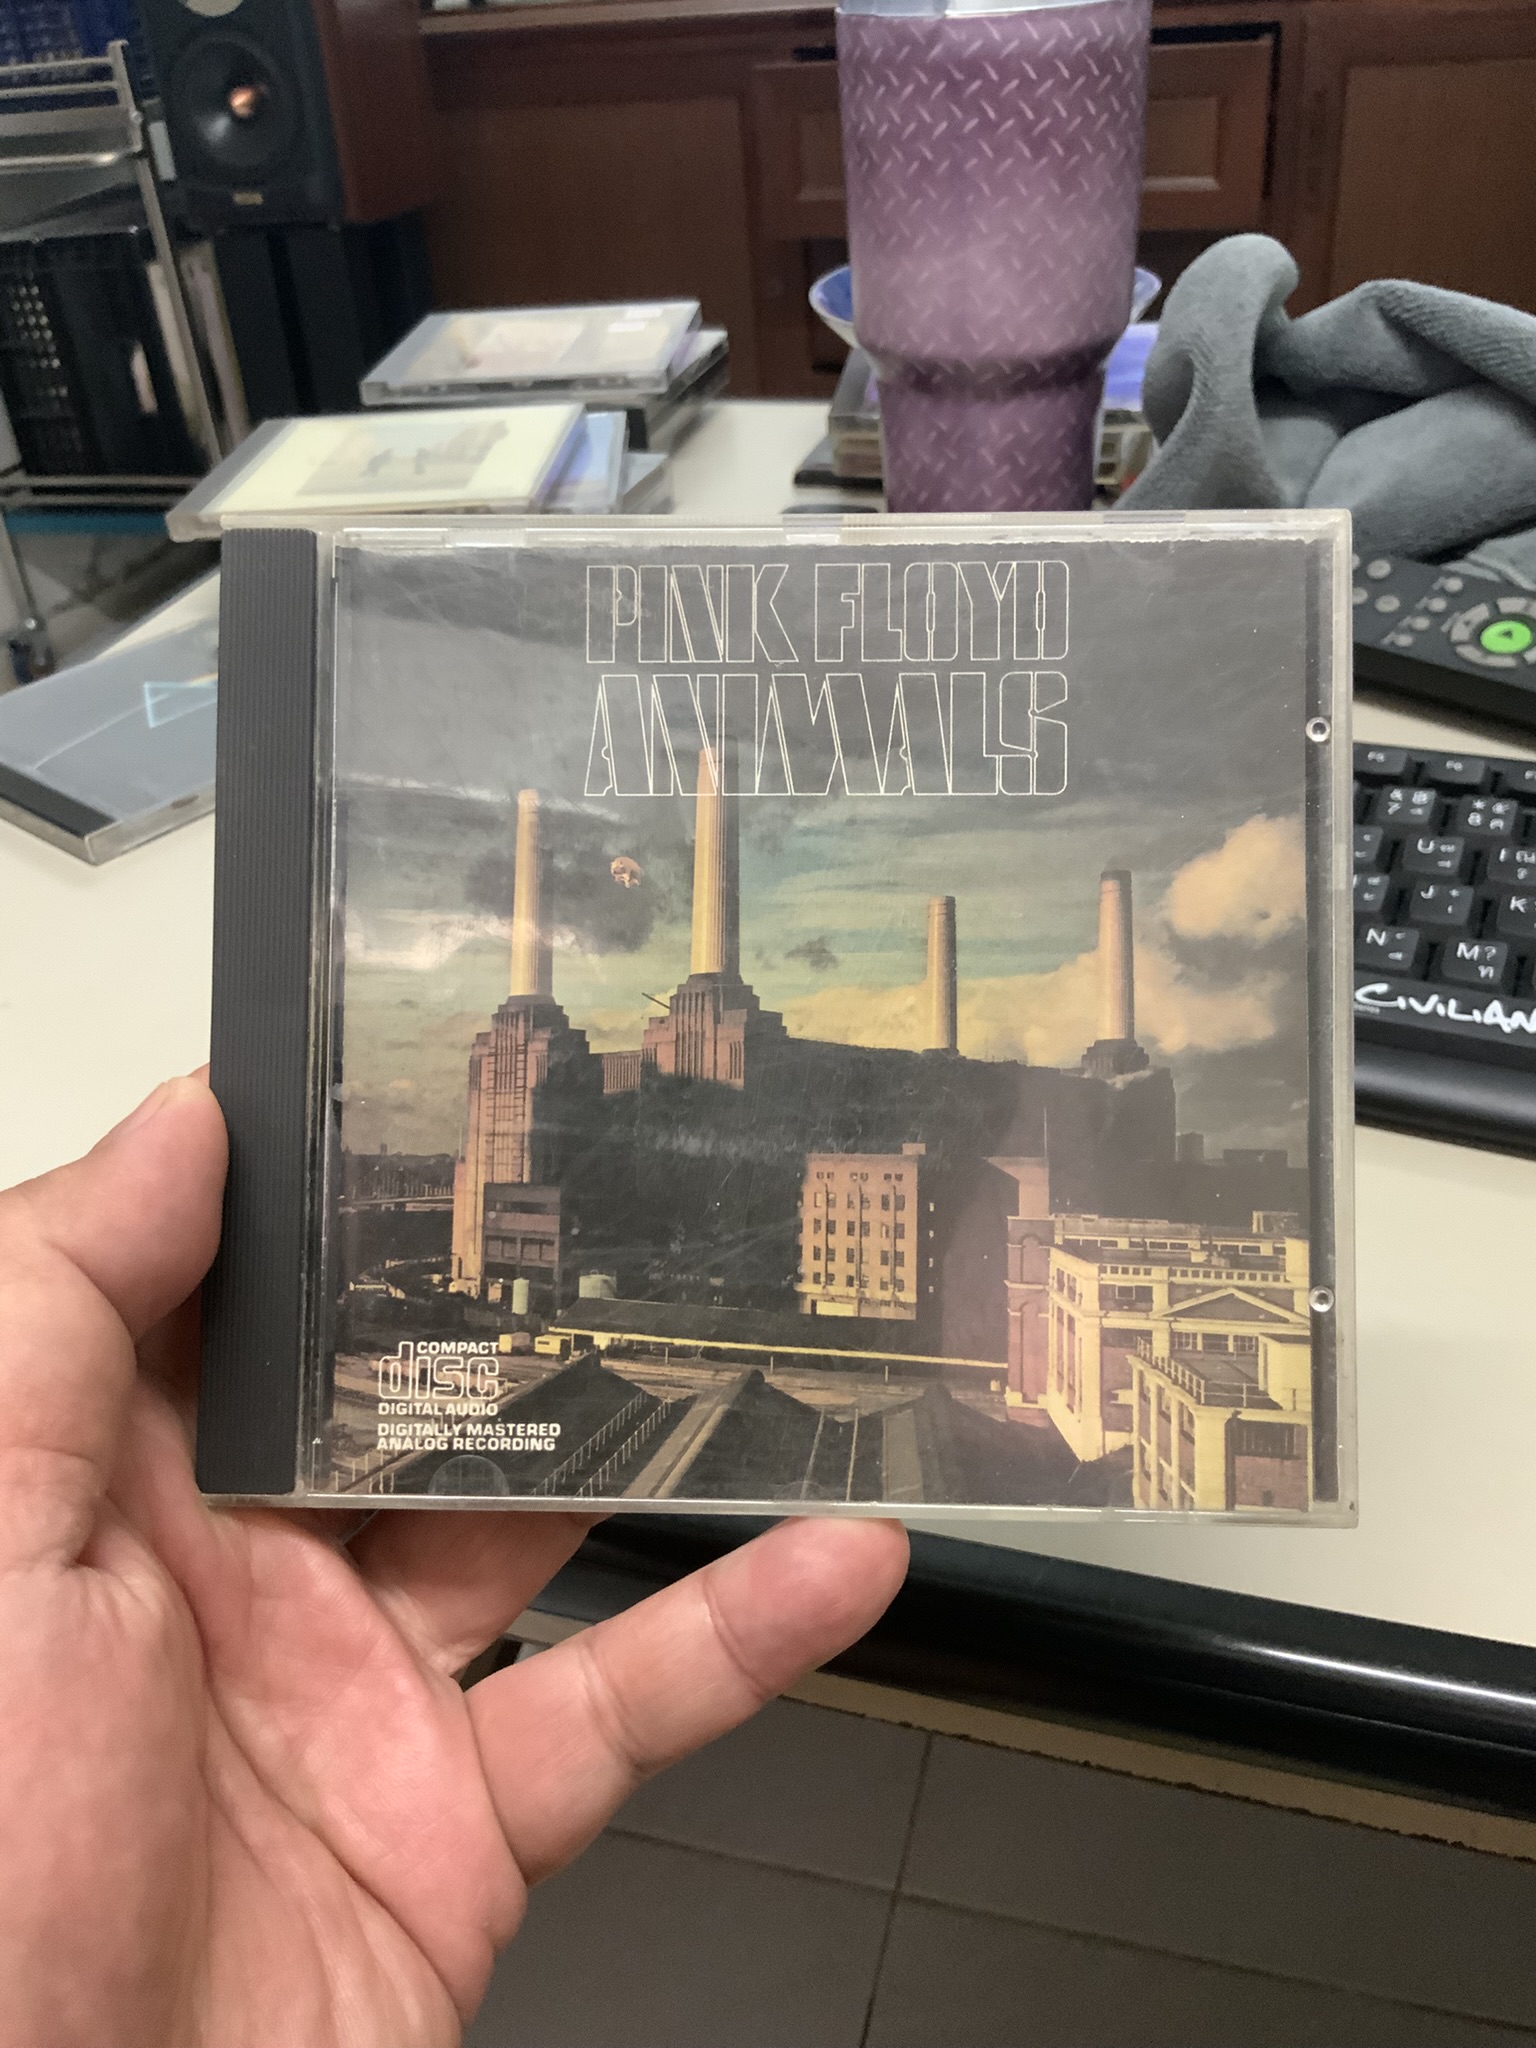 PINK FLOYD
ANIMALS
COMPACT
disc
DIGITAL AUDIO
DIGITALLY MASTERED
ANALOG RECORDING
U
J
K
N
M
CIVILIAN